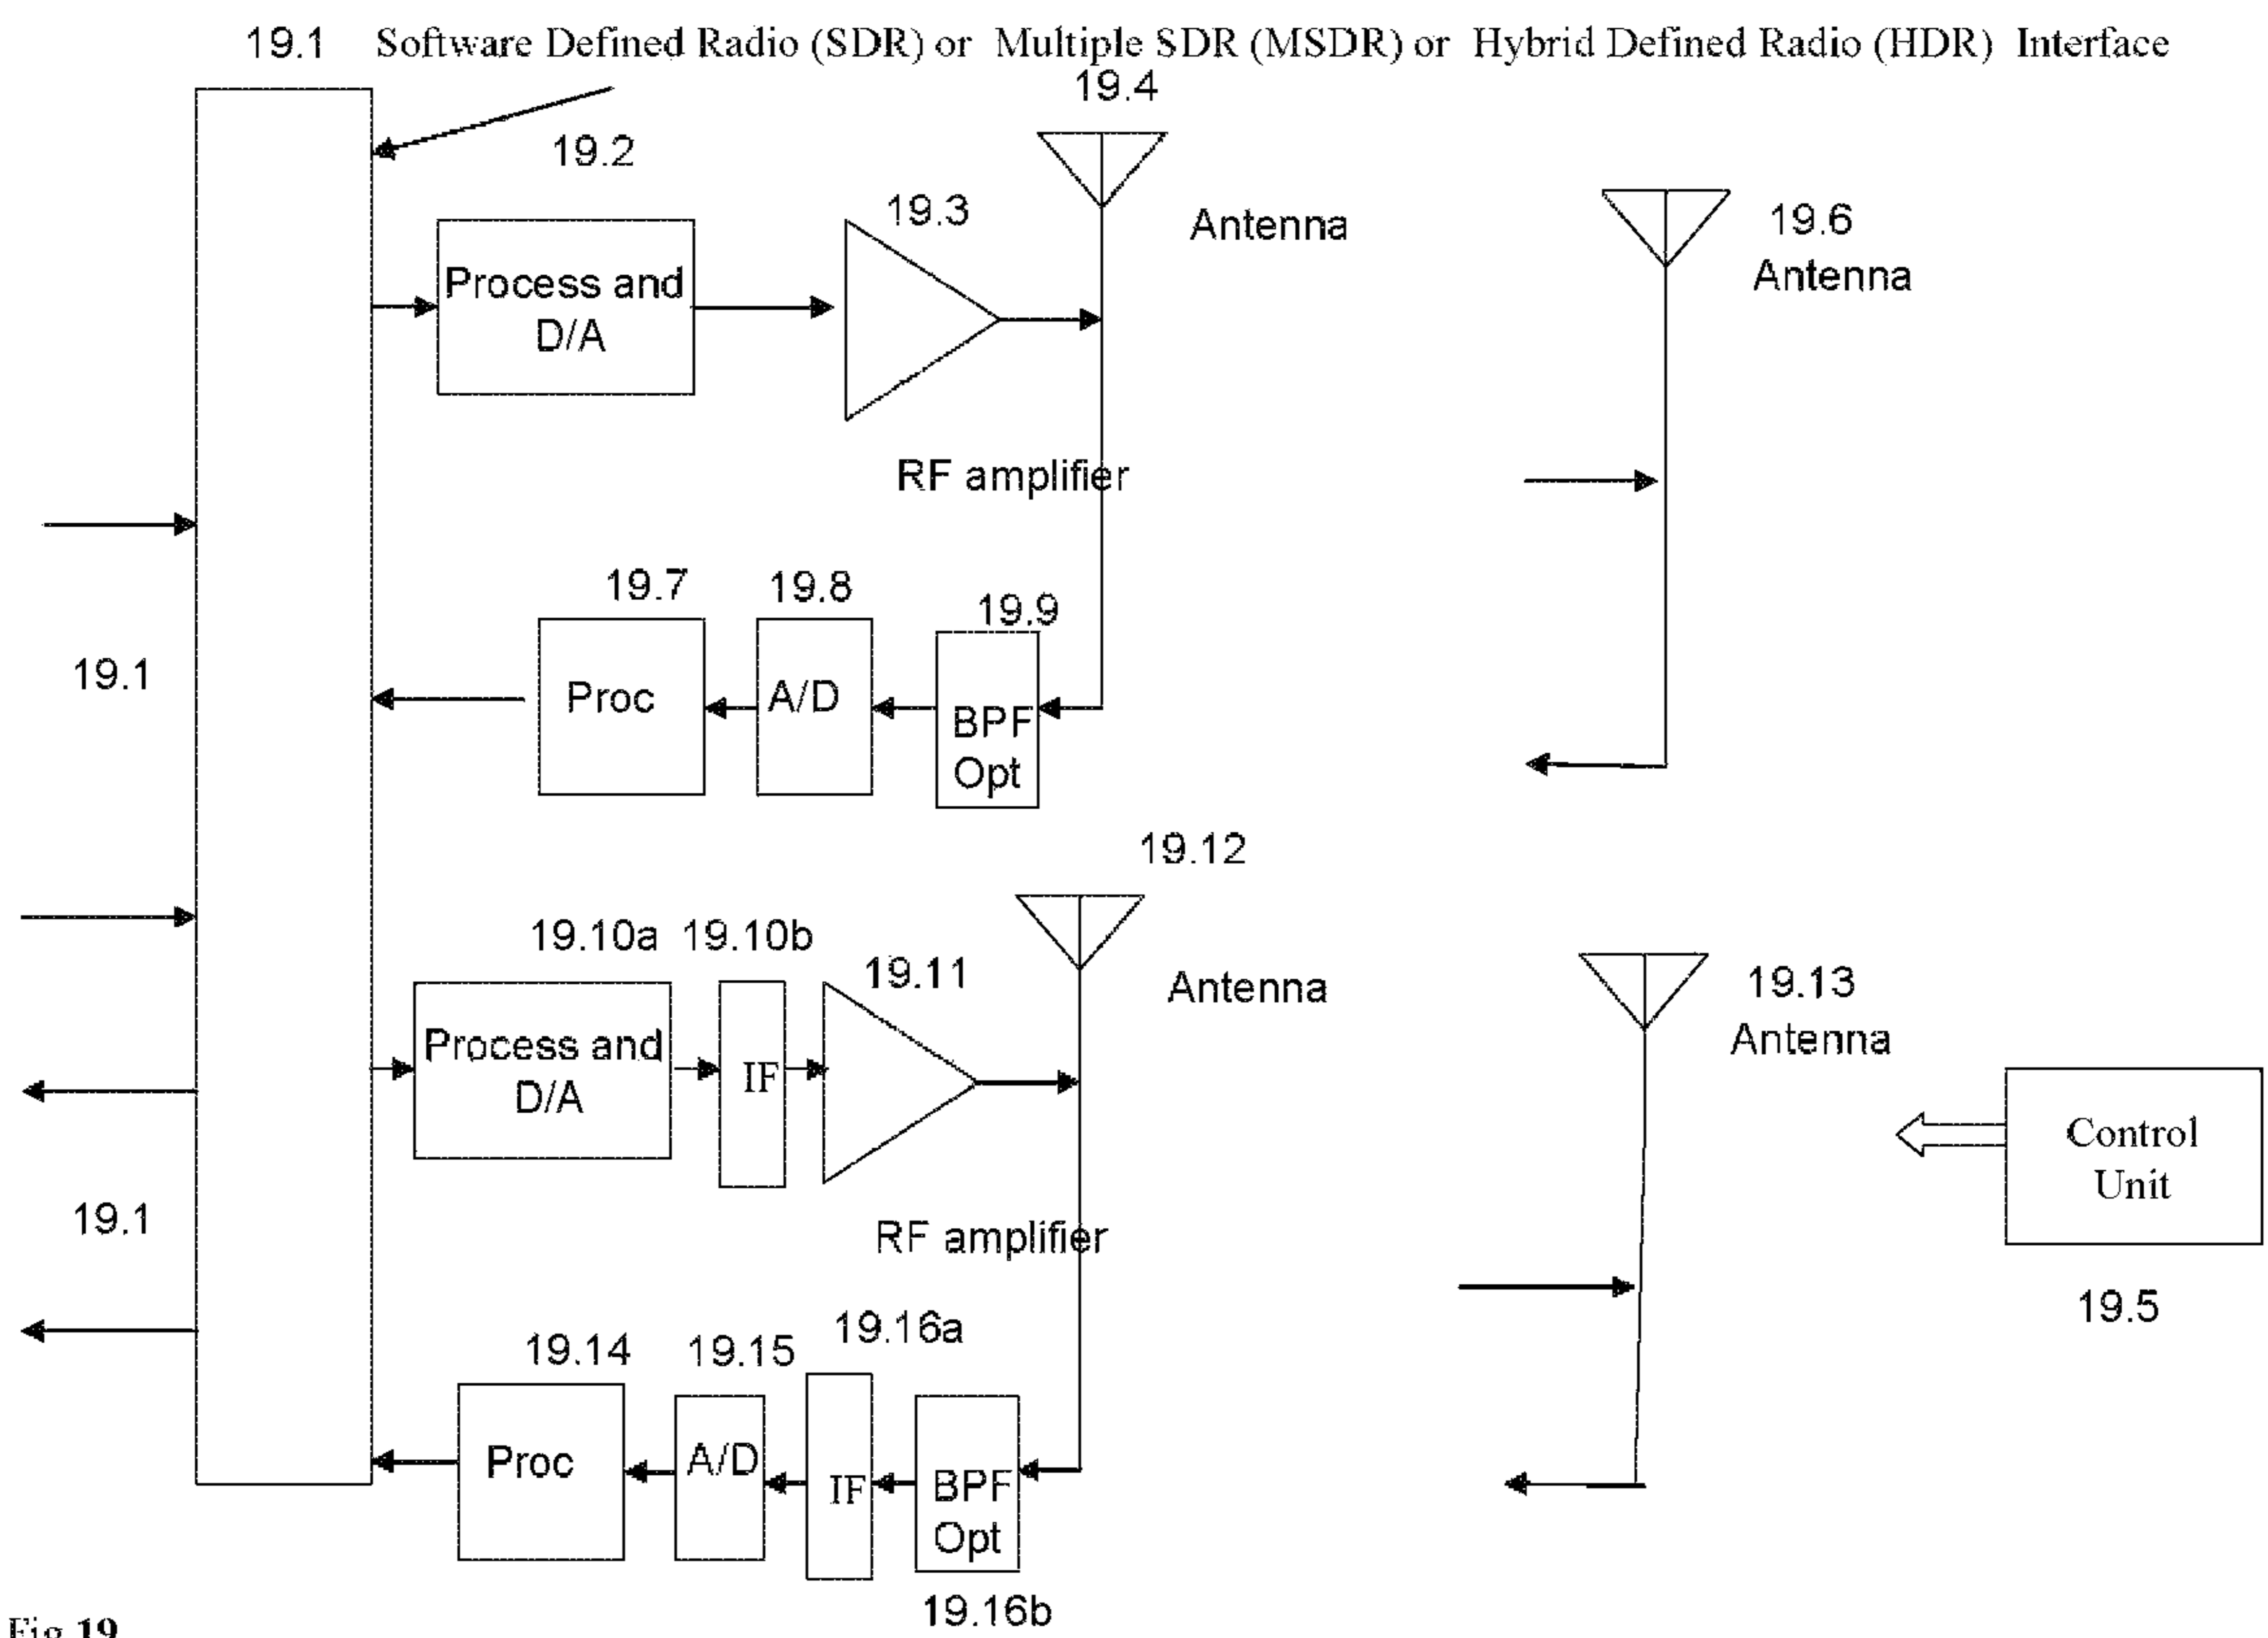 19.1 Software Defined Radio (SDR) or Multiple SDR (MSDR) or Hybrid Defined Radio (HDR) Interface
19.4
19.2
19.3
Antenna
19.6
Antenna
Process and
D/A
RF amplifier
19.7
19.8
19.9
19.1
Proc
A/D
BPF
Opt
19.12
19.10a
19.10b
19.11
Antenna
19.13
Antenna
Process and
D/A
IF
Control
Unit
19.1
RF amplifier
19.5
19.14
19.15
19.16a
Proc
A/D
IF
BPF
Opt
19.16b
Fig 19